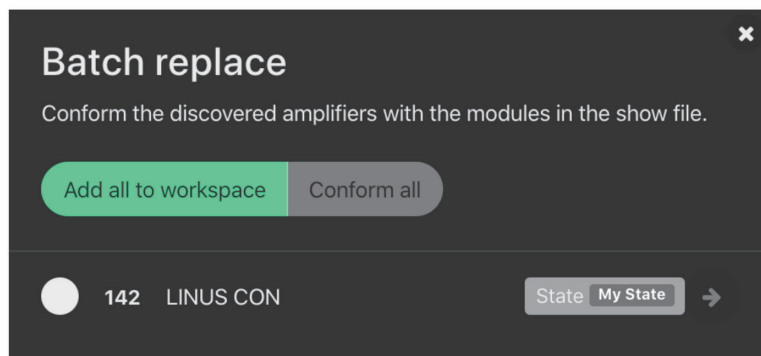 Batch replace
Conform the discovered amplifiers with the modules in the show file.
Add all to workspace Conform all
142 LINUS CON State My State